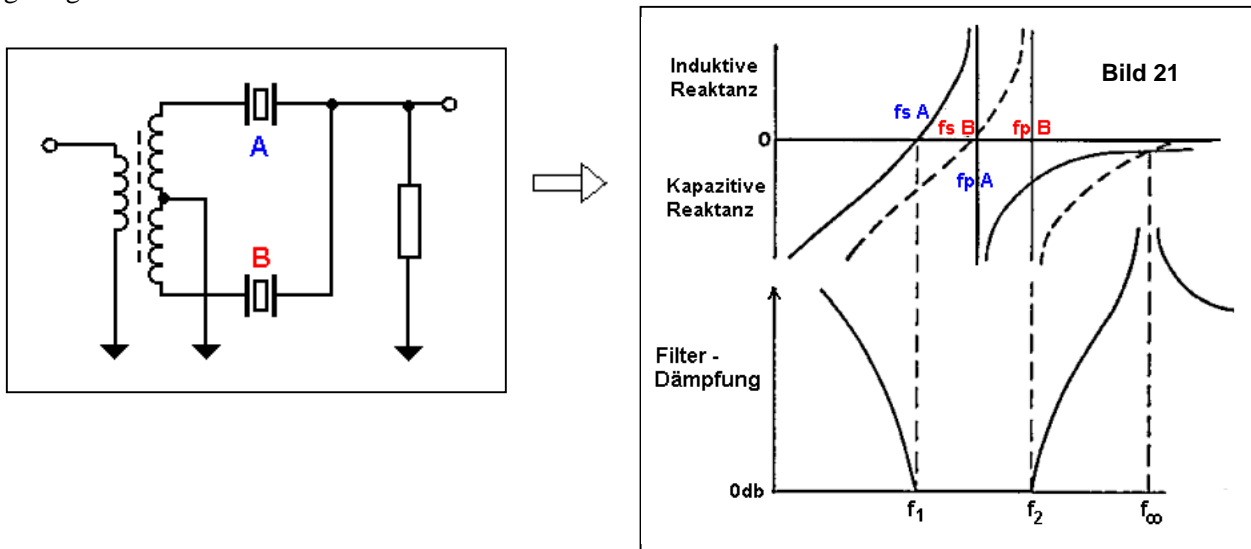 A
B
Induktive
Reaktanz
Bild 21
fs A
fs B
fp B
0
fp A
Kapazitive
Reaktanz
Filter -
Dämpfung
0db
f1
f2
f∞